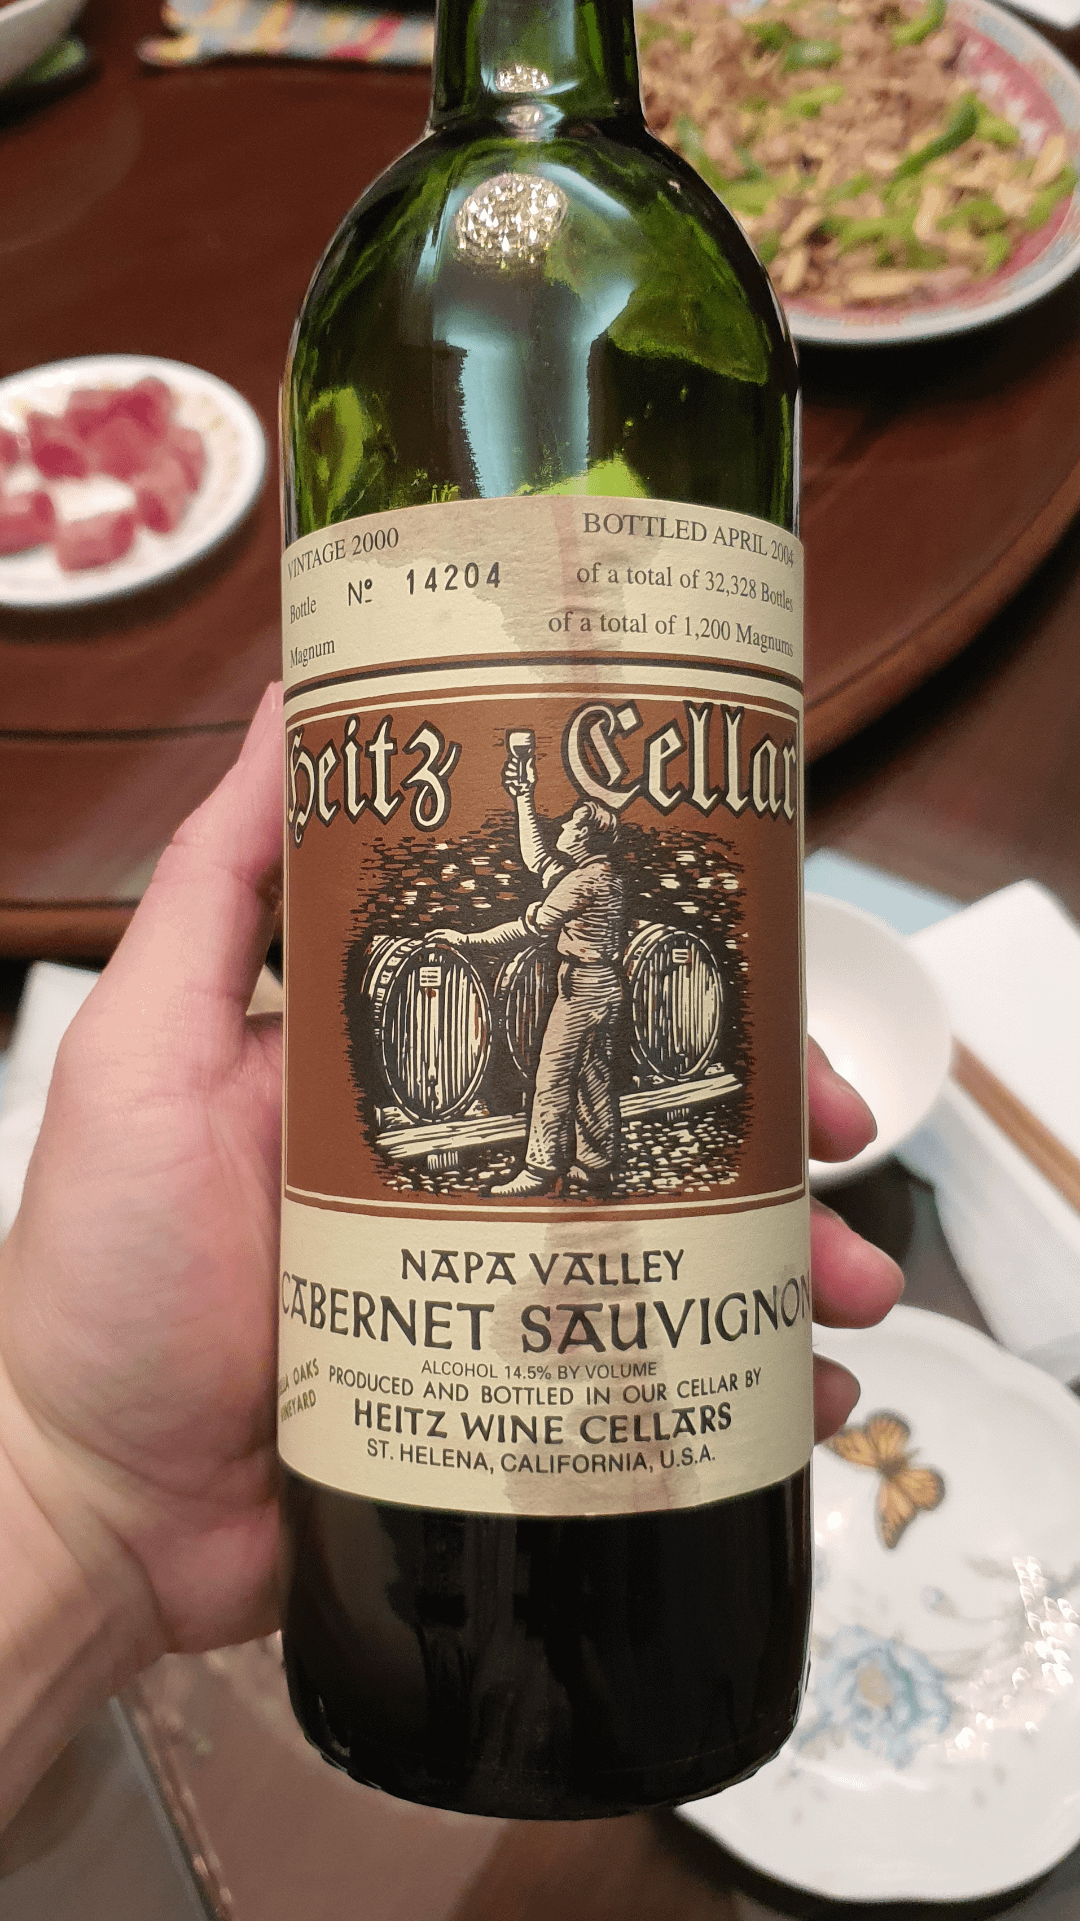 VINTAGE 2000
Bottle Nº 14204
Magnum
BOTTLED APRIL 2004
of a total of 32,328 Bottles
of a total of 1,200 Magnums
Heitz Cellar
NAPA VALLEY
CABERNET SAUVIGNON
ALCOHOL 14.5% BY VOLUME
OAKS
VINEYARD
PRODUCED AND BOTTLED IN OUR CELLAR BY
HEITZ WINE CELLARS
ST. HELENA, CALIFORNIA, U.S.A.